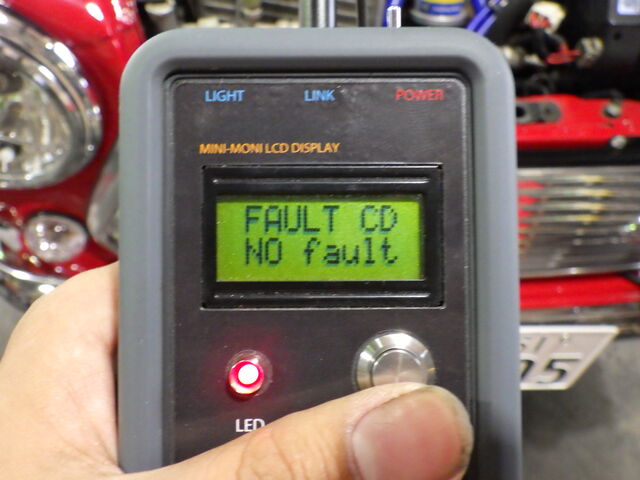 LIGHT LINK POWER
MINI-MONI LCD DISPLAY
FAULT CD
NO fault
LED